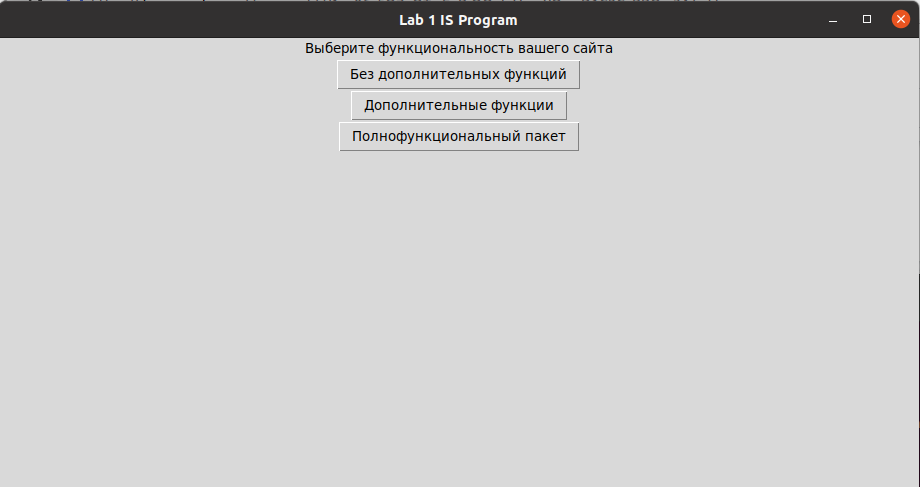 Lab 1 IS Program
Выберите функциональность вашего сайта
Без дополнительных функций
Дополнительные функции
Полнофункциональный пакет